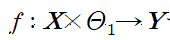 f : X × Θ₁ → Y